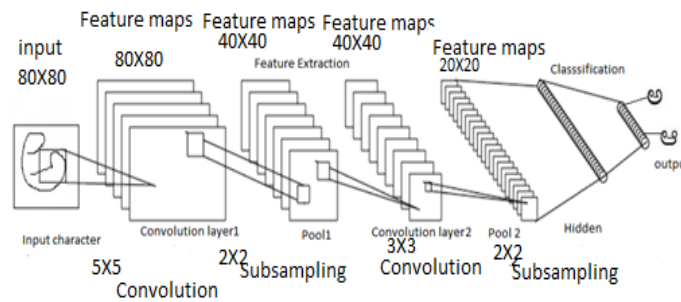 input
80X80
Feature maps
80X80
Feature maps
40X40
Feature maps
40X40
Feature Extraction
Feature maps
20X20
Classsification
output
Input character
Convolution layer1
Pool1
Convolution layer2
Pool 2
Hidden
5X5
Convolution
2X2
Subsampling
3X3
Convolution
2X2
Subsampling